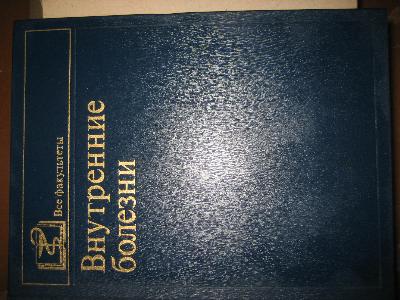 Все факультеты
Внутренние
болезни